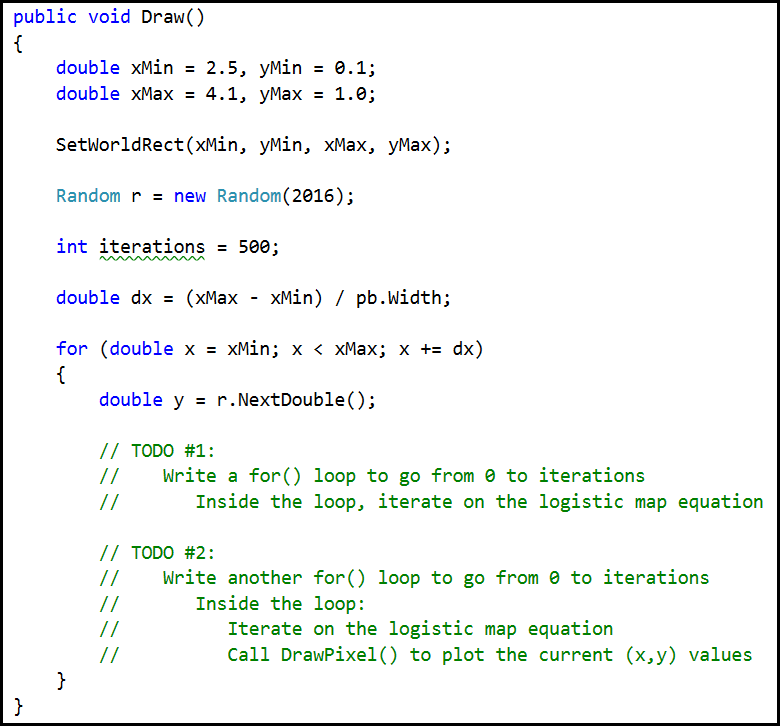 public void Draw()
{
    double xMin = 2.5, yMin = 0.1;
    double xMax = 4.1, yMax = 1.0;

    SetWorldRect(xMin, yMin, xMax, yMax);

    Random r = new Random(2016);

    int iterations = 500;

    double dx = (xMax - xMin) / pb.Width;

    for (double x = xMin; x < xMax; x += dx)
    {
        double y = r.NextDouble();

        // TODO #1:
        //    Write a for() loop to go from 0 to iterations
        //       Inside the loop, iterate on the logistic map equation

        // TODO #2:
        //    Write another for() loop to go from 0 to iterations
        //       Inside the loop:
        //          Iterate on the logistic map equation
        //          Call DrawPixel() to plot the current (x,y) values
    }
}